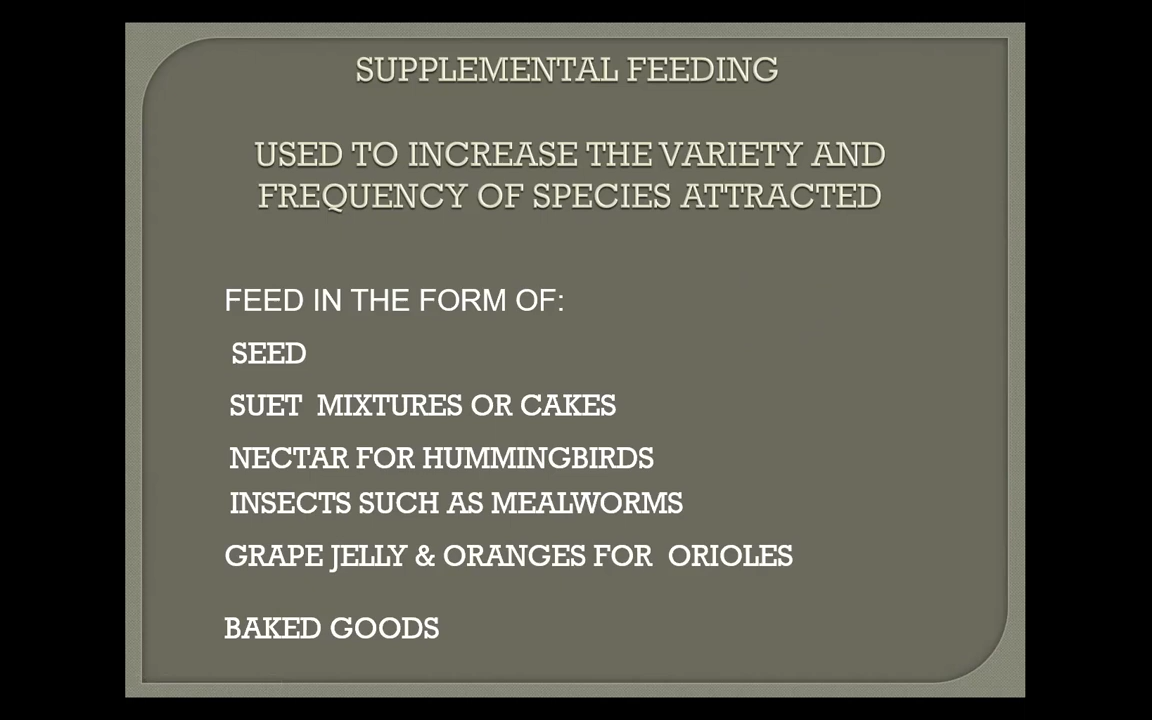 SUPPLEMENTAL FEEDING
USED TO INCREASE THE VARIETY AND
FREQUENCY OF SPECIES ATTRACTED
FEED IN THE FORM OF:
SEED
SUET MIXTURES OR CAKES
NECTAR FOR HUMMINGBIRDS
INSECTS SUCH AS MEALWORMS
GRAPE JELLY & ORANGES FOR ORIOLES
BAKED GOODS